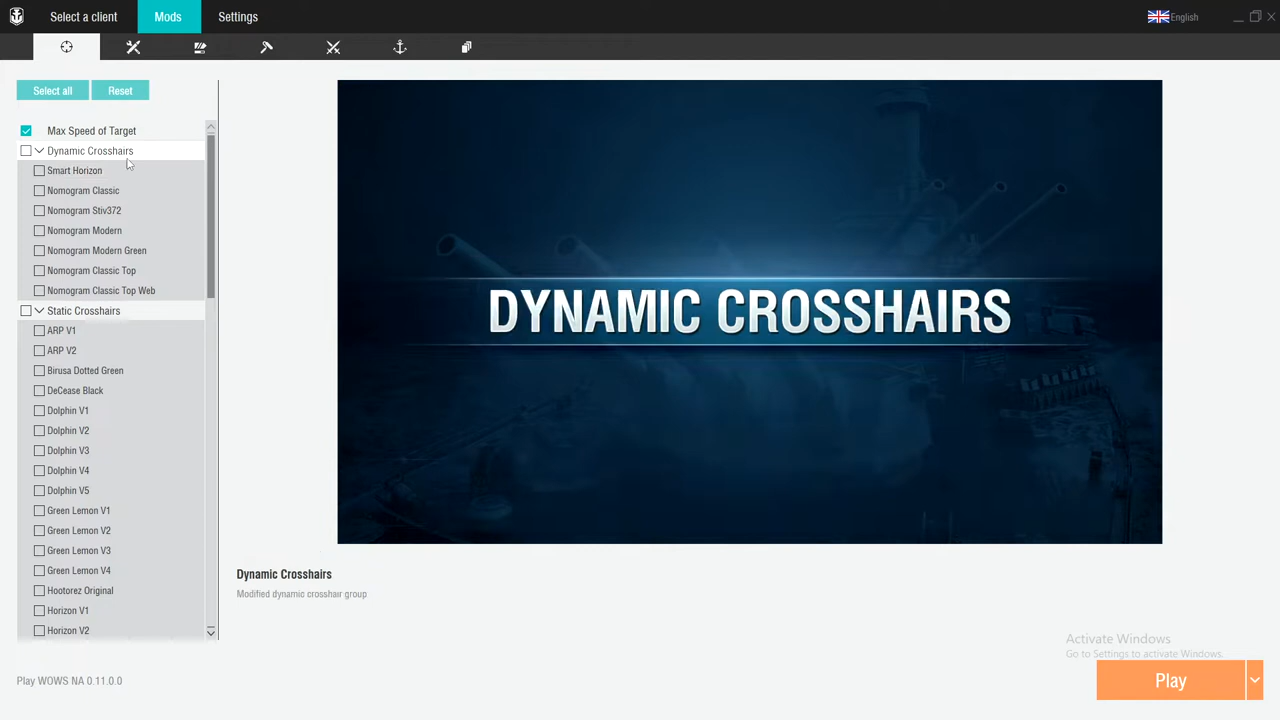 Select a client
Mods
Settings
English
Select all
Reset
Max Speed of Target
Dynamic Crosshairs
Smart Horizon
Nomogram Classic
Nomogram Stiv372
Nomogram Modern
Nomogram Modern Green
Nomogram Classic Top
Nomogram Classic Top Web
Static Crosshairs
ARP V1
ARP V2
Birusa Dotted Green
DeCease Black
Dolphin V1
Dolphin V2
Dolphin V3
Dolphin V4
Dolphin V5
Green Lemon V1
Green Lemon V2
Green Lemon V3
Green Lemon V4
Hootorez Original
Horizon V1
Horizon V2
DYNAMIC CROSSHAIRS
Dynamic Crosshairs
Modified dynamic crosshair group
Activate Windows
Go to Settings to activate Windows.
Play WOWS NA 0.11.0.0
Play